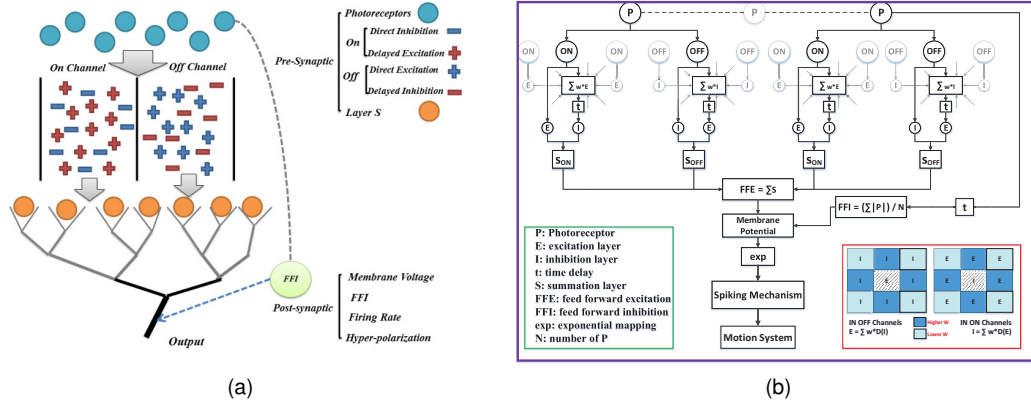 Photoreceptors
On
Direct Inhibition
Delayed Excitation
Pre-Synaptic
Off
Direct Excitation
Delayed Inhibition
Layer S
On Channel
Off Channel
FFI
Post-synaptic
Membrane Voltage
FFI
Firing Rate
Hyper-polarization
Output
(a)
P P P
ON ON OFF OFF ON ON OFF OFF
E ∑ w*E E I ∑ w*I I E ∑ w*E E I ∑ w*I I
t t t t
E I I E E I I E
SON SOFF SON SOFF
FFE = ∑S
FFI = (∑|P|) / N
t
Membrane
Potential
exp
Spiking Mechanism
Motion System
P: Photoreceptor
E: excitation layer
I: inhibition layer
t: time delay
S: summation layer
FFE: feed forward excitation
FFI: feed forward inhibition
exp: exponential mapping
N: number of P
I I I E E E
I E I E I E
I I I E E E
IN OFF Channels
E = ∑ w*D(I)
Higher W
Lower W
IN ON Channels
I = ∑ w*D(E)
(b)